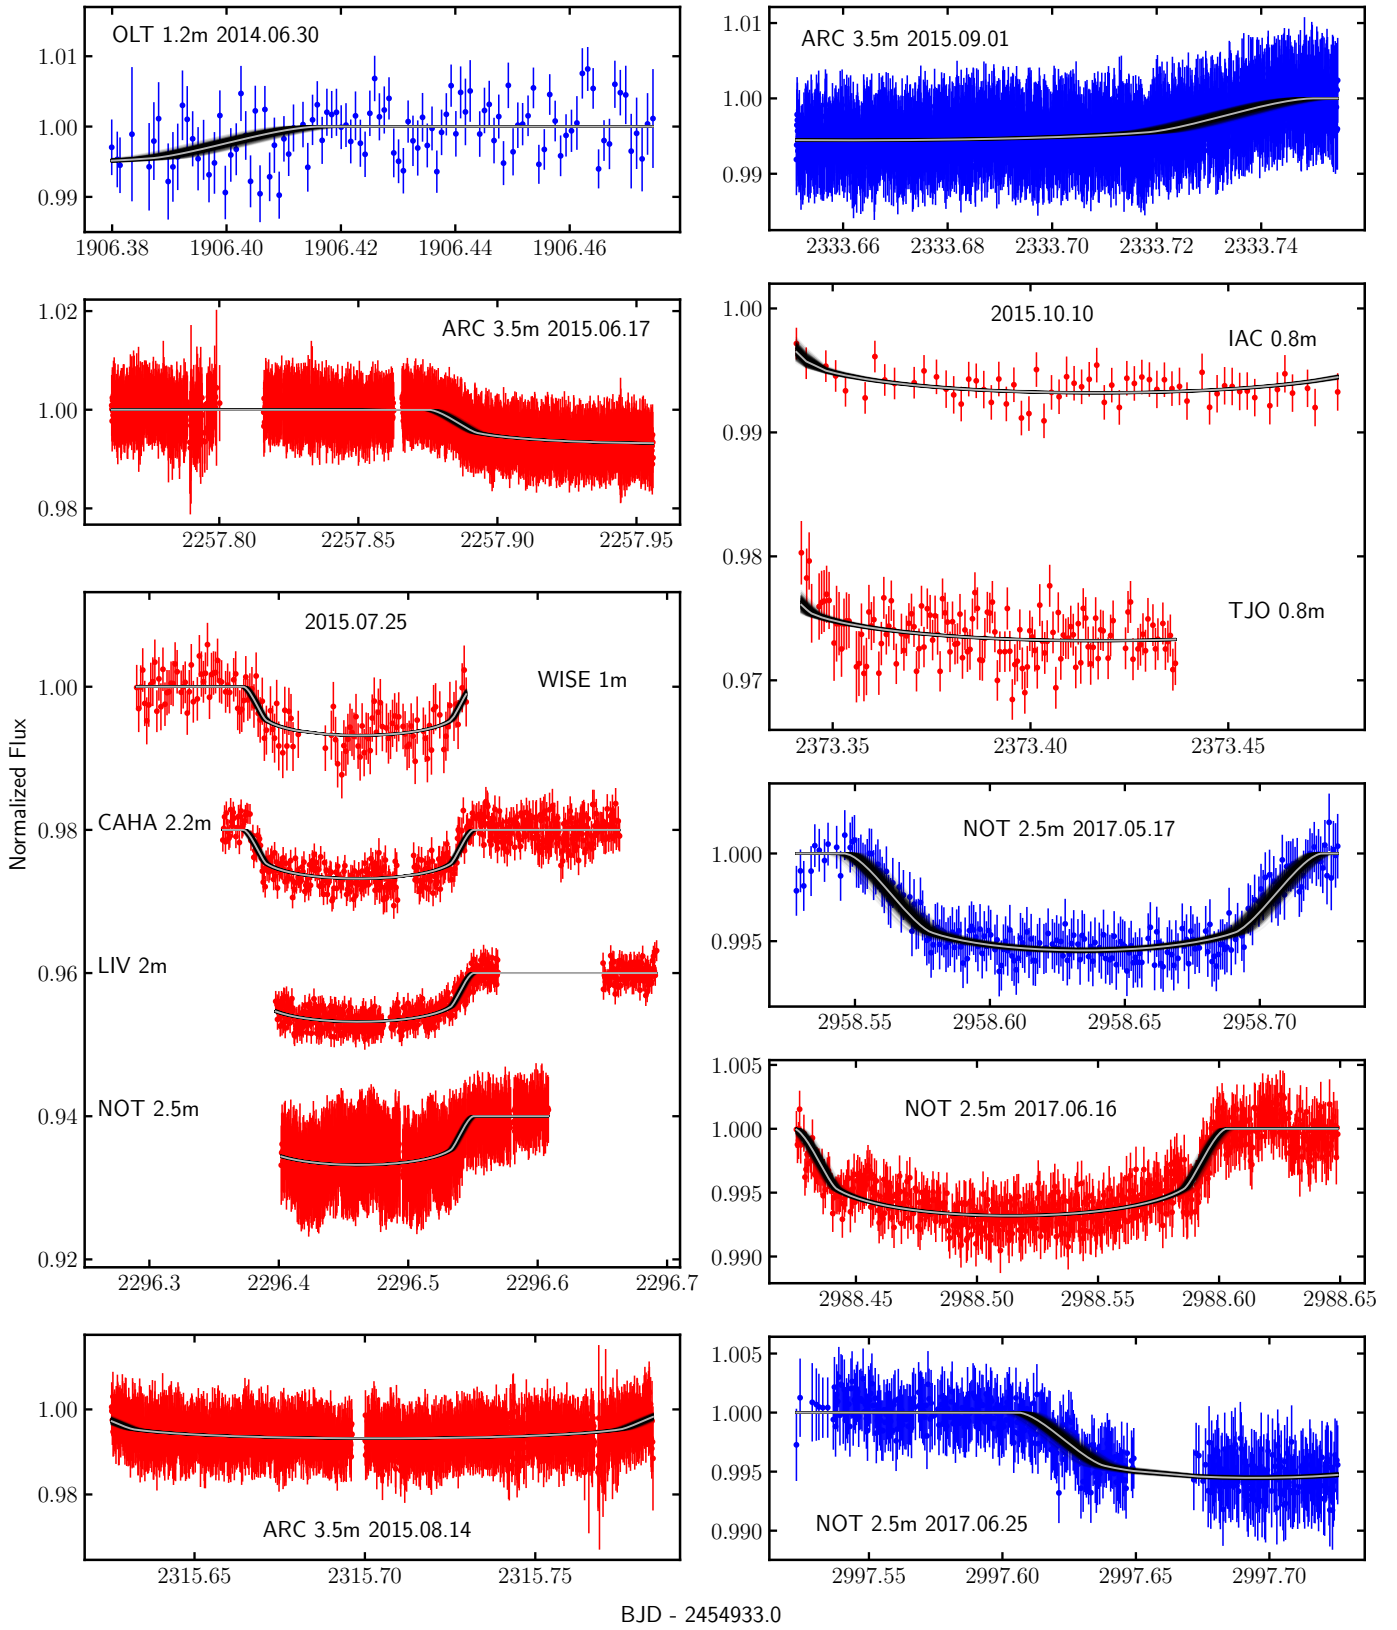 OLT 1.2m 2014.06.30
1.01
1.00
0.99
1906.38 1906.40 1906.42 1906.44 1906.46
ARC 3.5m 2015.09.01
1.01
1.00
0.99
2333.66 2333.68 2333.70 2333.72 2333.74
ARC 3.5m 2015.06.17
1.02
1.00
0.98
2257.80 2257.85 2257.90 2257.95
2015.10.10
IAC 0.8m
TJO 0.8m
1.00
0.99
0.98
0.97
2373.35 2373.40 2373.45
2015.07.25
WISE 1m
CAHA 2.2m
LIV 2m
NOT 2.5m
1.00
0.98
0.96
0.94
0.92
2296.3 2296.4 2296.5 2296.6 2296.7
Normalized Flux
NOT 2.5m 2017.05.17
1.000
0.995
2958.55 2958.60 2958.65 2958.70
NOT 2.5m 2017.06.16
1.005
1.000
0.995
0.990
2988.45 2988.50 2988.55 2988.60 2988.65
ARC 3.5m 2015.08.14
1.00
0.98
2315.65 2315.70 2315.75
NOT 2.5m 2017.06.25
1.005
1.000
0.995
0.990
2997.55 2997.60 2997.65 2997.70
BJD - 2454933.0